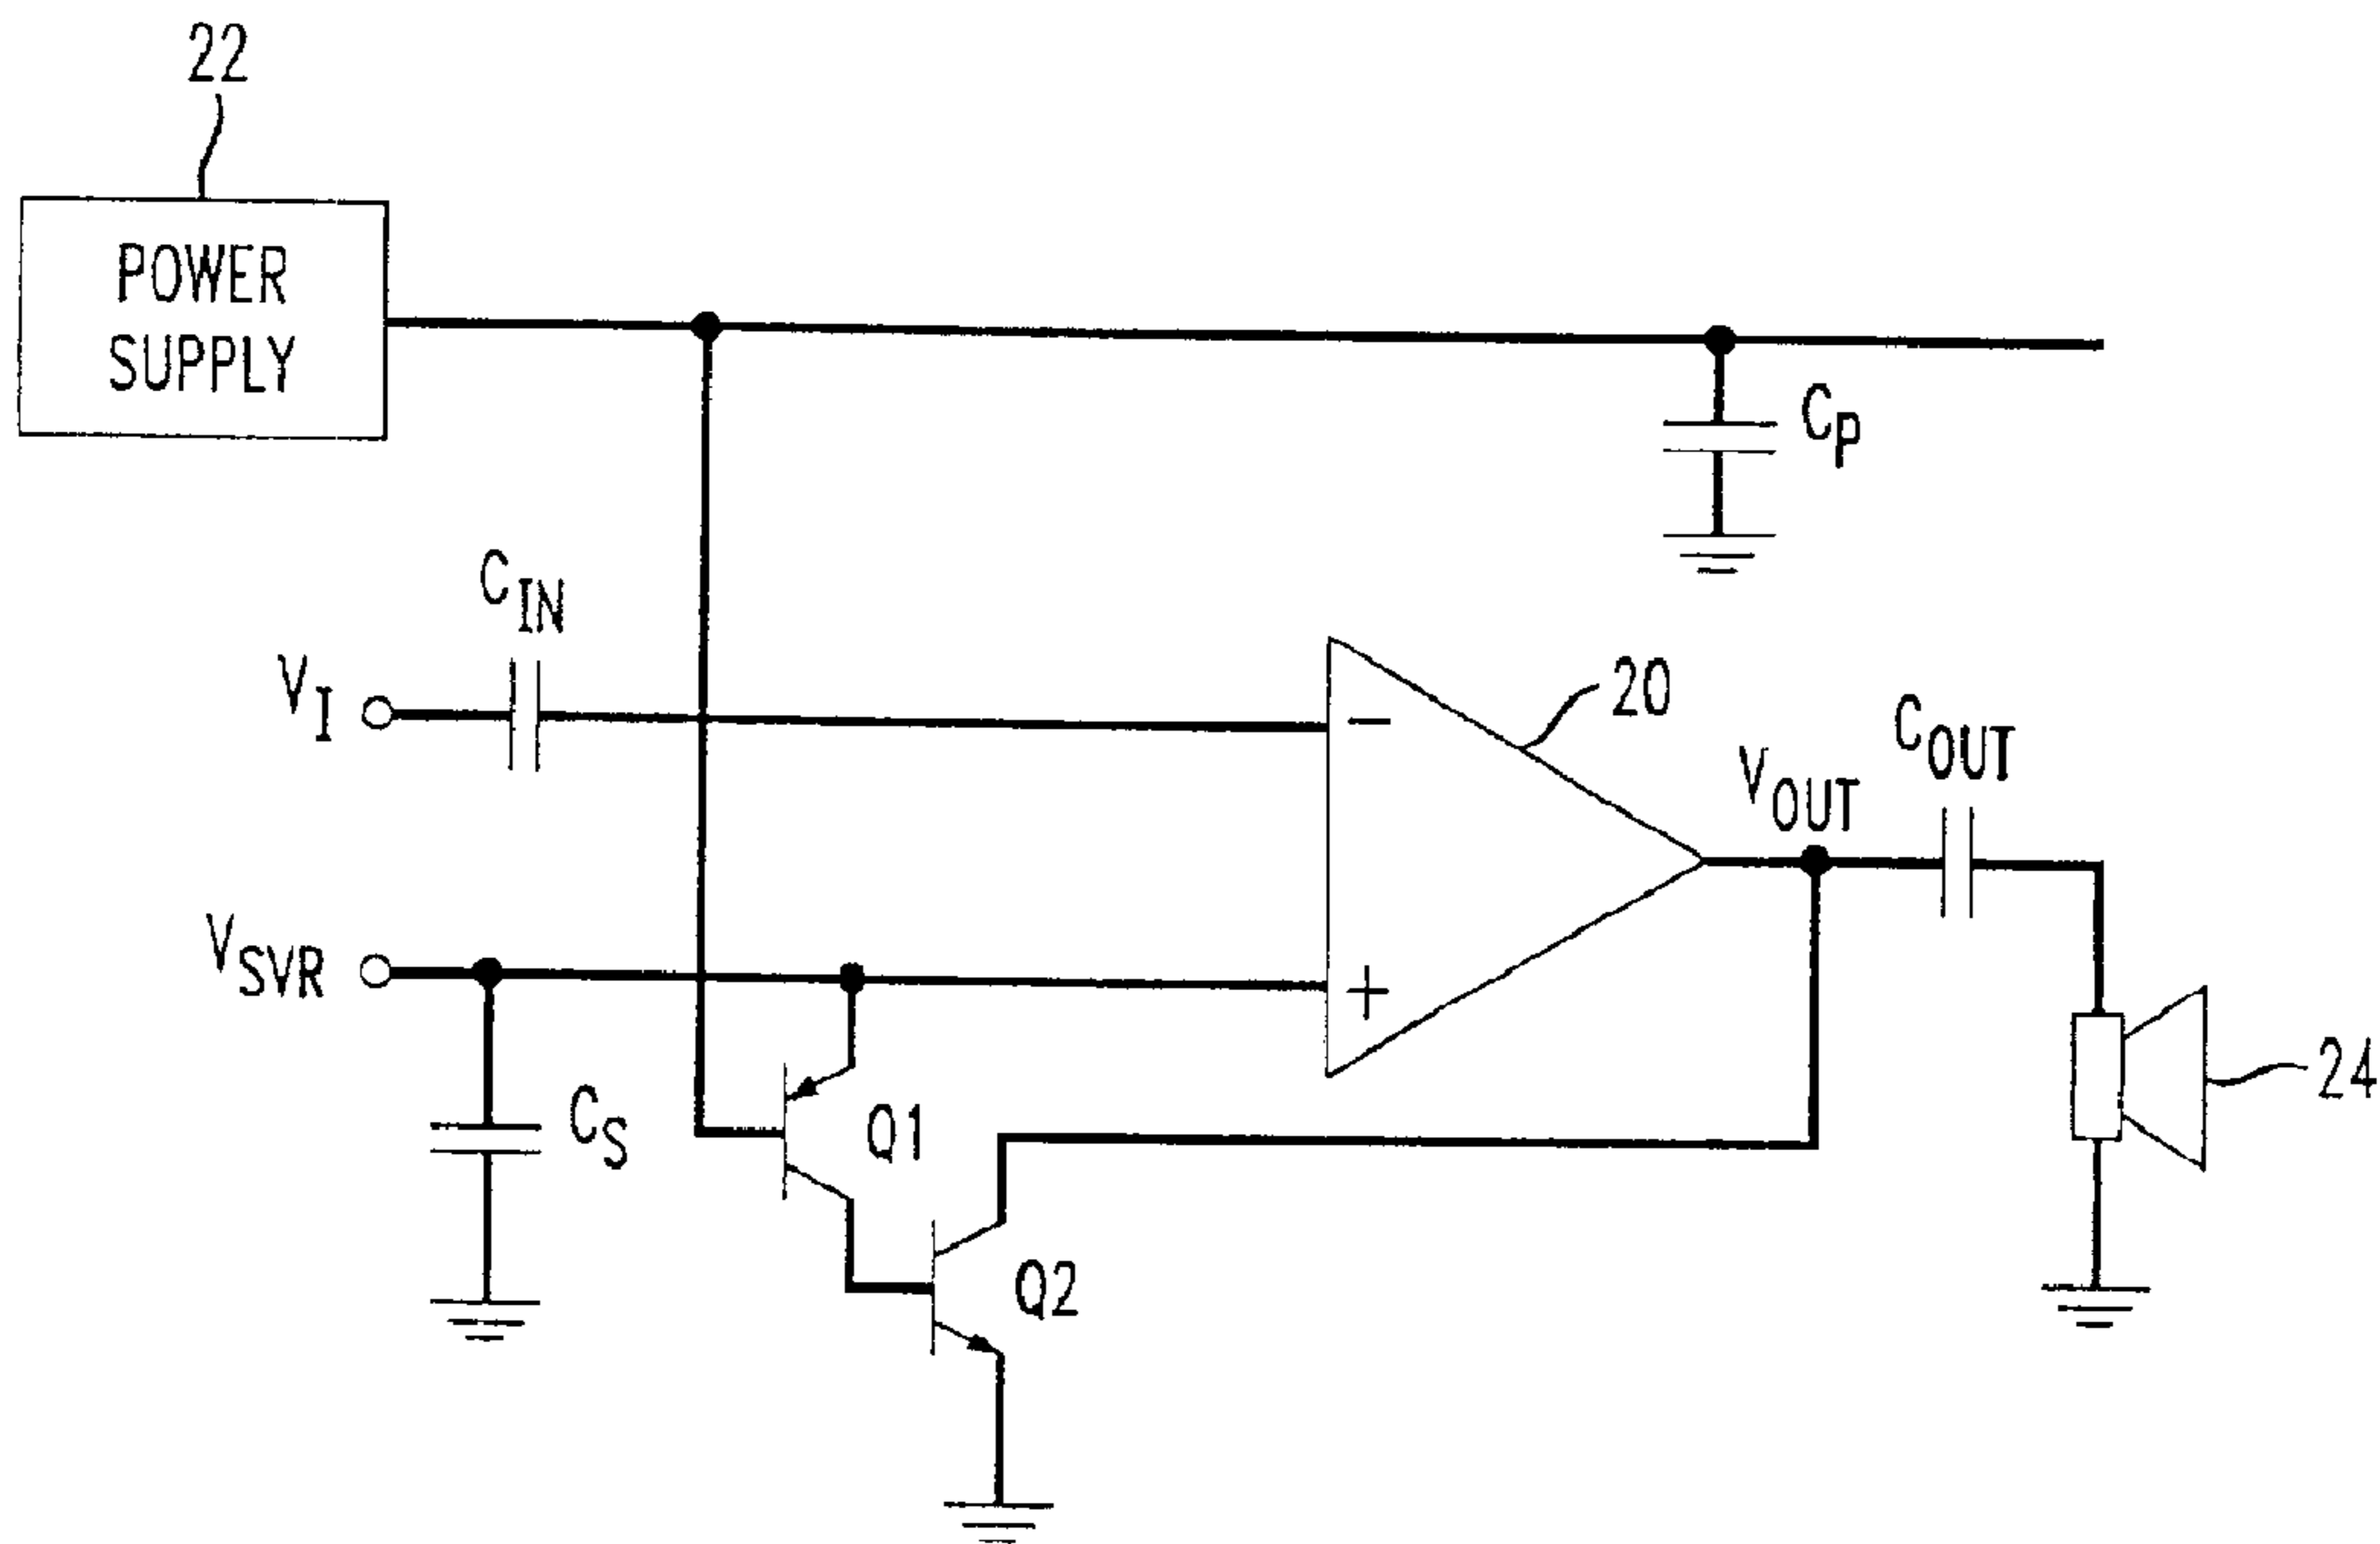 22
POWER
SUPPLY
CP
CIN
VI
20
COUT
VOUT
VSVR
−
+
CS
Q1
24
Q2